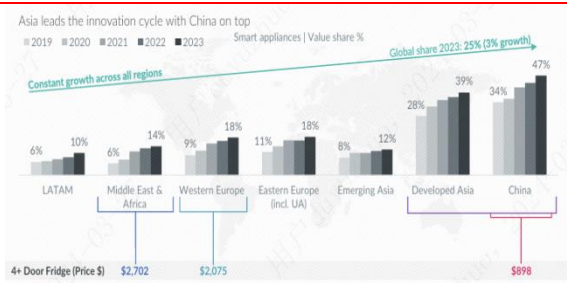 Asia leads the innovation cycle with China on top
2019 2020 2021 2022 2023
Smart appliances | Value share %
Global share 2023: 25% (3% growth)
Constant growth across all regions
6% 10%
6% 14%
9% 18%
11% 18%
8% 12%
28% 39%
34% 47%
LATAM
Middle East &
Africa
Western Europe
Eastern Europe
(incl. UA)
Emerging Asia
Developed Asia
China
4+ Door Fridge (Price $) $2,702 $2,075 $898